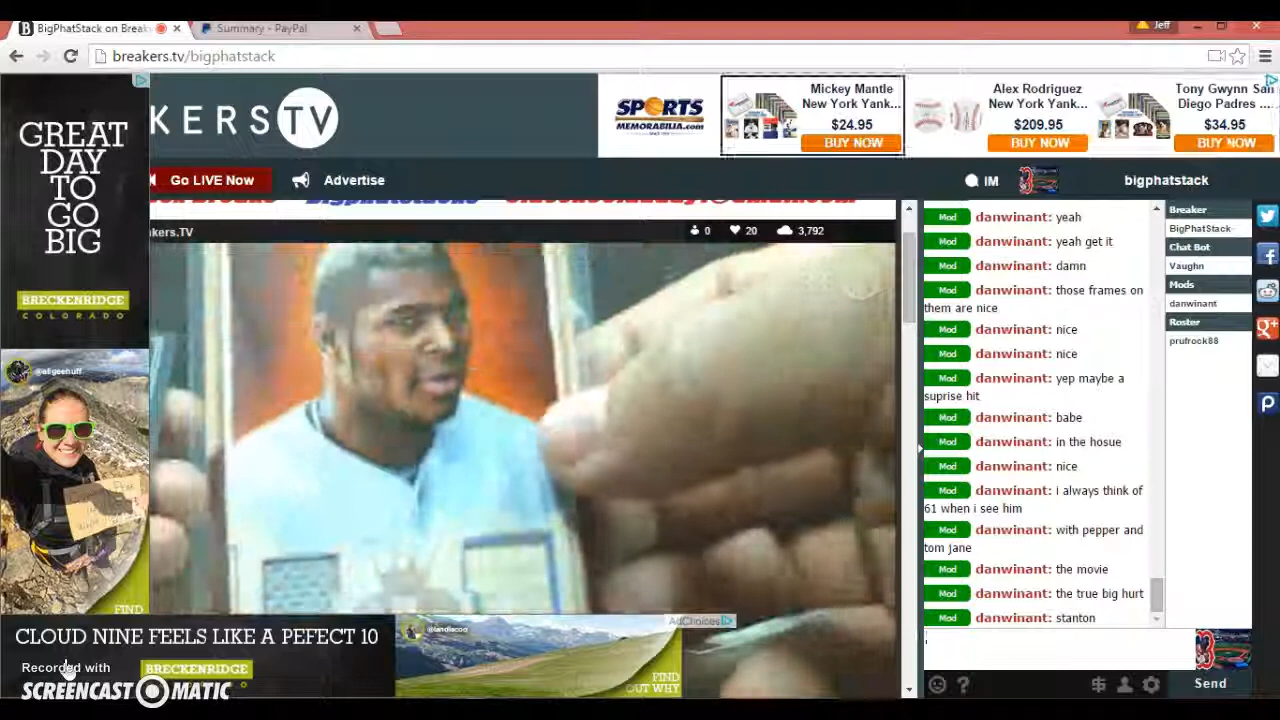 BigPhatStack on Break
Summary - PayPal
Jeff
breakers.tv/bigphatstack
GREAT
DAY
TO
GO
BIG
BRECKENRIDGE
COLORADO
KERS TV
SPORTS
MEMORABILIA.com
Mickey Mantle
New York Yank...
$24.95
BUY NOW
Alex Rodriguez
New York Yank...
$209.95
BUY NOW
Tony Gwynn San
Diego Padres ...
$34.95
BUY NOW
Go LIVE Now
Advertise
IM
bigphatstack
akers.TV
0
20
3,792
Mod danwinant: yeah
Mod danwinant: yeah get it
Mod danwinant: damn
Mod danwinant: those frames on
them are nice
Mod danwinant: nice
Mod danwinant: nice
Mod danwinant: yep maybe a
suprise hit
Mod danwinant: babe
Mod danwinant: in the hosue
Mod danwinant: nice
Mod danwinant: i always think of
61 when i see him
Mod danwinant: with pepper and
tom jane
Mod danwinant: the movie
Mod danwinant: the true big hurt
Mod danwinant: stanton
Send
Breaker
BigPhatStack
Chat Bot
Vaughn
Mods
danwinant
Roster
prufrock88
@allgeehuff
FIND
CLOUD NINE FEELS LIKE A PEFECT 10
BRECKENRIDGE
AdChoices
FIND
OUT WHY
Recorded with
SCREENCAST MATIC